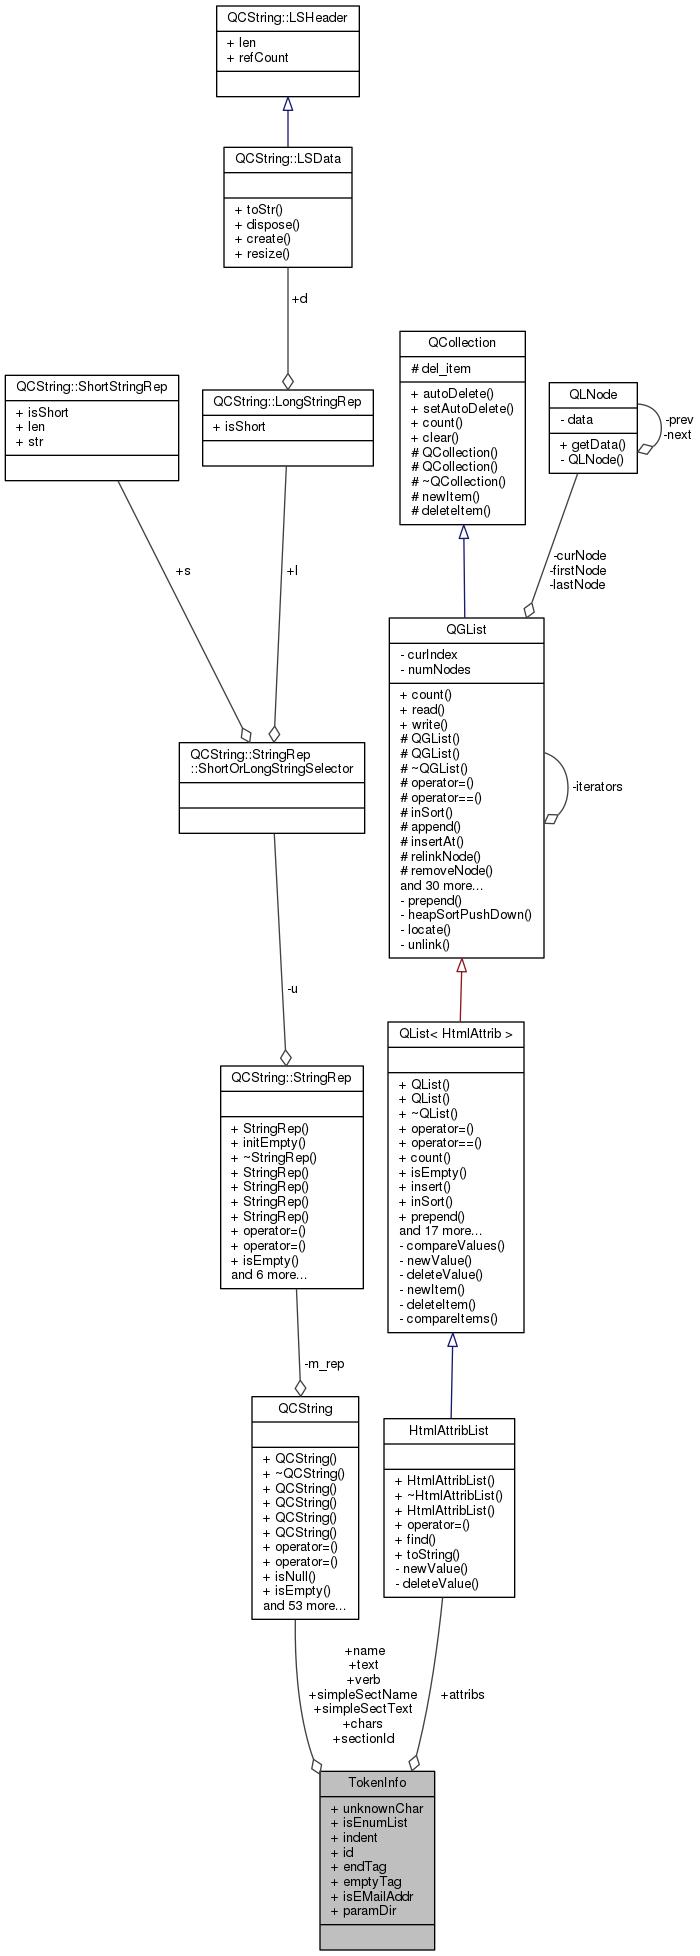 QCString::LSHeader
+ len
+ refCount
QCString::LSData
+ toStr()
+ dispose()
+ create()
+ resize()
+d
QCString::ShortStringRep
+ isShort
+ len
+ str
QCString::LongStringRep
+ isShort
QCollection
# del_item
+ autoDelete()
+ setAutoDelete()
+ count()
+ clear()
# QCollection()
# QCollection()
# ~QCollection()
# newItem()
# deleteItem()
QLNode
- data
+ getData()
- QLNode()
-prev
-next
+s
+l
-curNode
-firstNode
-lastNode
QGList
- curIndex
- numNodes
+ count()
+ read()
+ write()
# QGList()
# QGList()
# ~QGList()
# operator=()
# operator==()
# inSort()
# append()
# insertAt()
# relinkNode()
# removeNode()
and 30 more...
- prepend()
- heapSortPushDown()
- locate()
- unlink()
-iterators
QCString::StringRep
::ShortOrLongStringSelector
-u
QCString::StringRep
+ StringRep()
+ initEmpty()
+ ~StringRep()
+ StringRep()
+ StringRep()
+ StringRep()
+ StringRep()
+ operator=()
+ operator=()
+ isEmpty()
and 6 more...
QList< HtmlAttrib >
+ QList()
+ QList()
+ ~QList()
+ operator=()
+ operator==()
+ count()
+ isEmpty()
+ insert()
+ inSort()
+ prepend()
and 17 more...
- compareValues()
- newValue()
- deleteValue()
- newItem()
- deleteItem()
- compareItems()
-m_rep
QCString
+ QCString()
+ ~QCString()
+ QCString()
+ QCString()
+ QCString()
+ QCString()
+ operator=()
+ operator=()
+ isNull()
+ isEmpty()
and 53 more...
HtmlAttribList
+ HtmlAttribList()
+ ~HtmlAttribList()
+ HtmlAttribList()
+ operator=()
+ find()
+ toString()
- newValue()
- deleteValue()
+name
+text
+verb
+simpleSectName
+simpleSectText
+chars
+sectionId
+attribs
TokenInfo
+ unknownChar
+ isEnumList
+ indent
+ id
+ endTag
+ emptyTag
+ isEMailAddr
+ paramDir